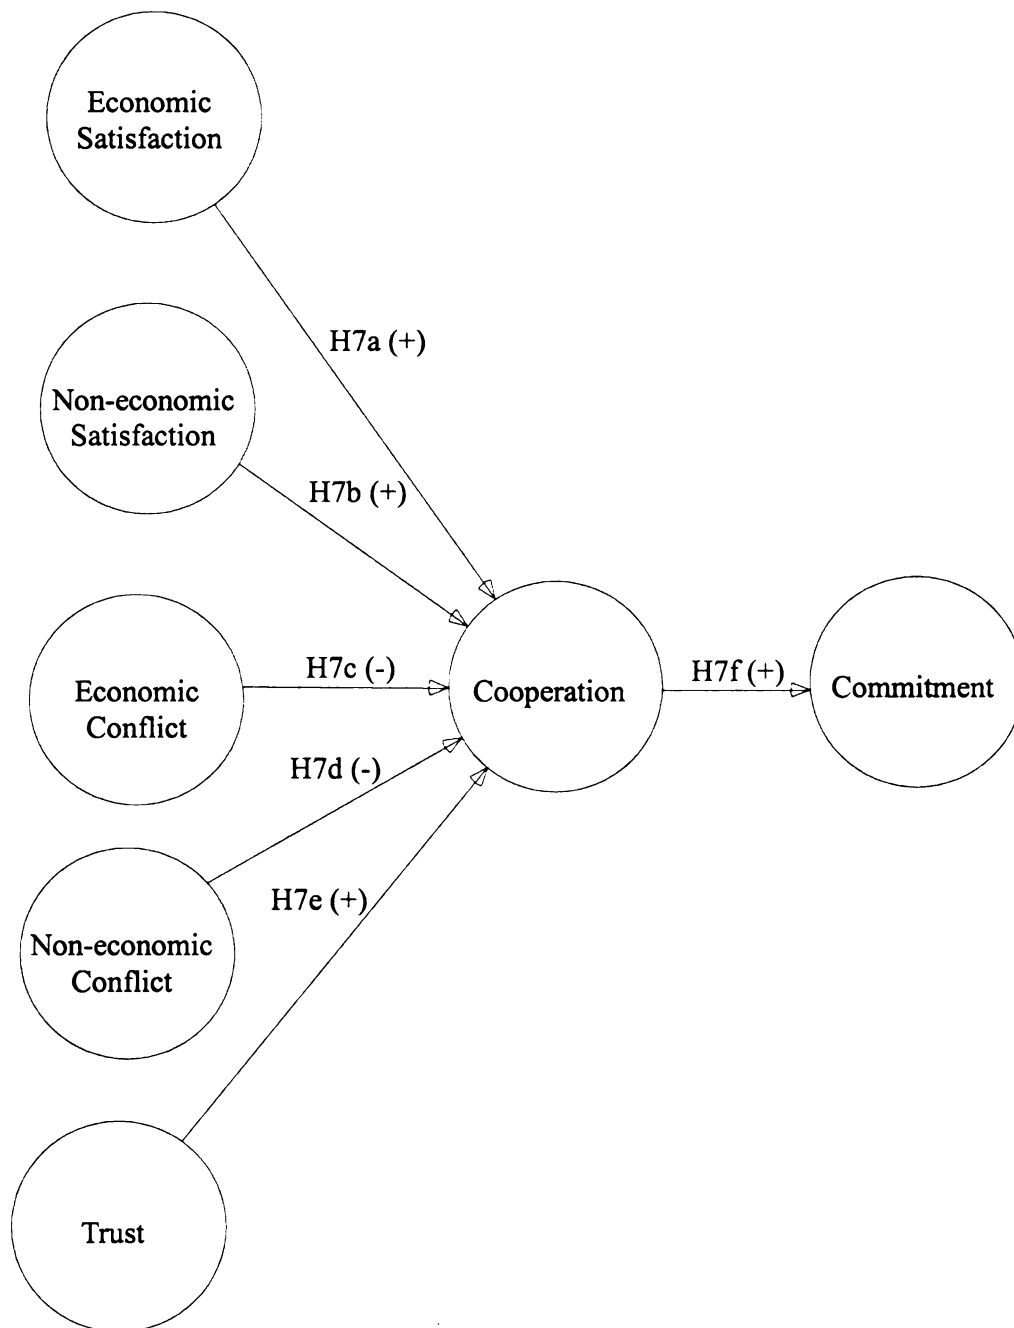 Economic
Satisfaction
H7a (+)
Non-economic
Satisfaction
H7b (+)
H7c (-)
Economic
Conflict
Cooperation
H7f (+)
Commitment
H7d (-)
H7e (+)
Non-economic
Conflict
Trust